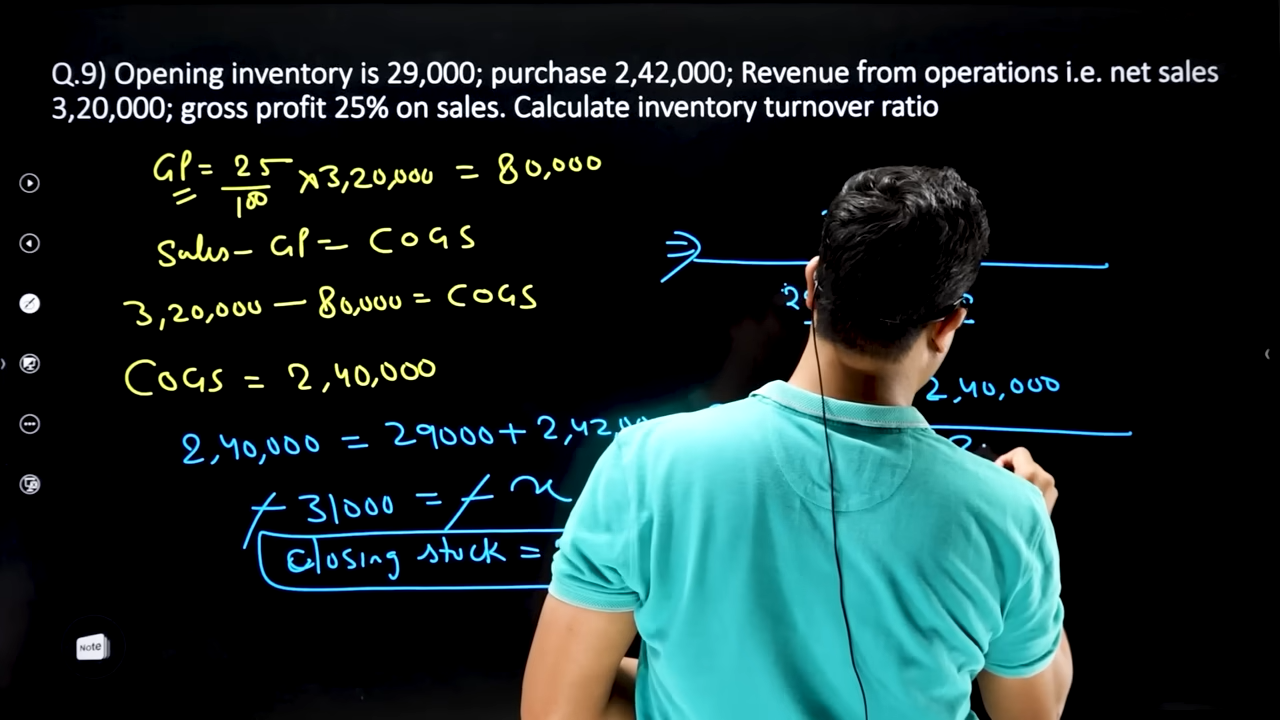 Q.9) Opening inventory is 29,000; purchase 2,42,000; Revenue from operations i.e. net sales
3,20,000; gross profit 25% on sales. Calculate inventory turnover ratio
GP = 25/100 × 3,20,000 = 80,000
Sales - GP = COGS
3,20,000 - 80,000 = COGS
COGS = 2,40,000
2,40,000 = 29000 + 2,42,00
- 31000 = - x
Closing stock =
2,40,000
Note